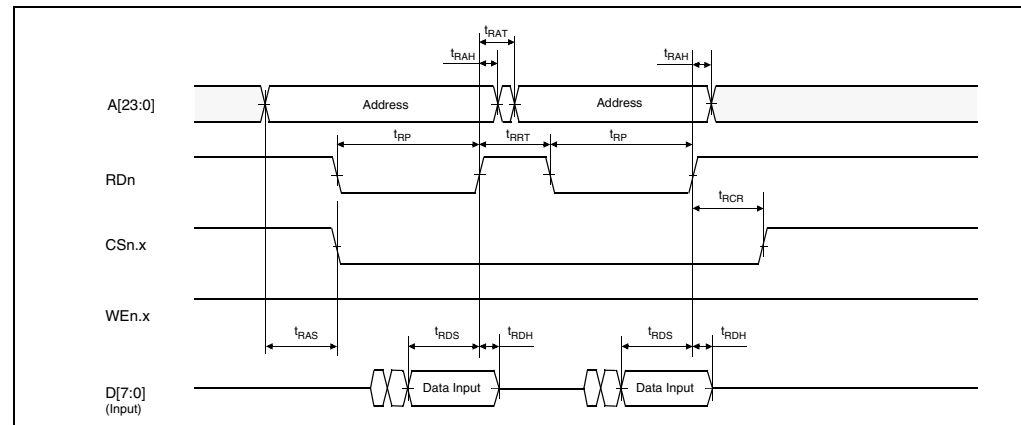 tRAT
tRAH tRAH
A[23:0] Address Address
tRP tRRT tRP
RDn
tRCR
CSn.x
WEn.x
tRAS tRDS tRDH tRDS tRDH
D[7:0] Data Input Data Input
(Input)